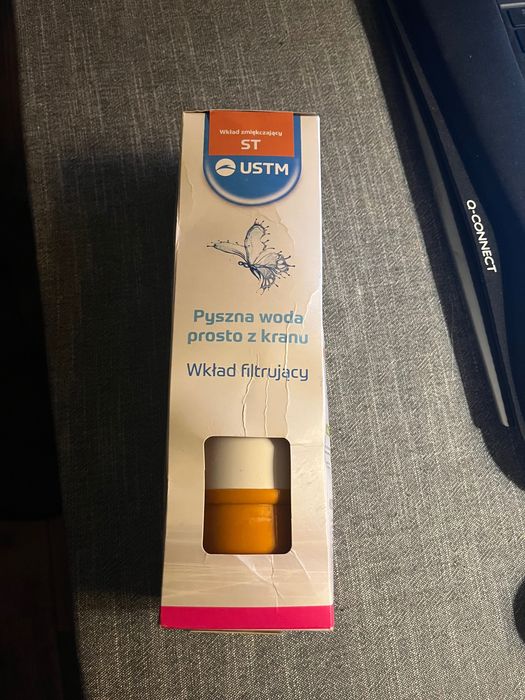 Wkład zmiękczający
ST
USTM
Pyszna woda
prosto z kranu
Wkład filtrujący
Q-CONNECT